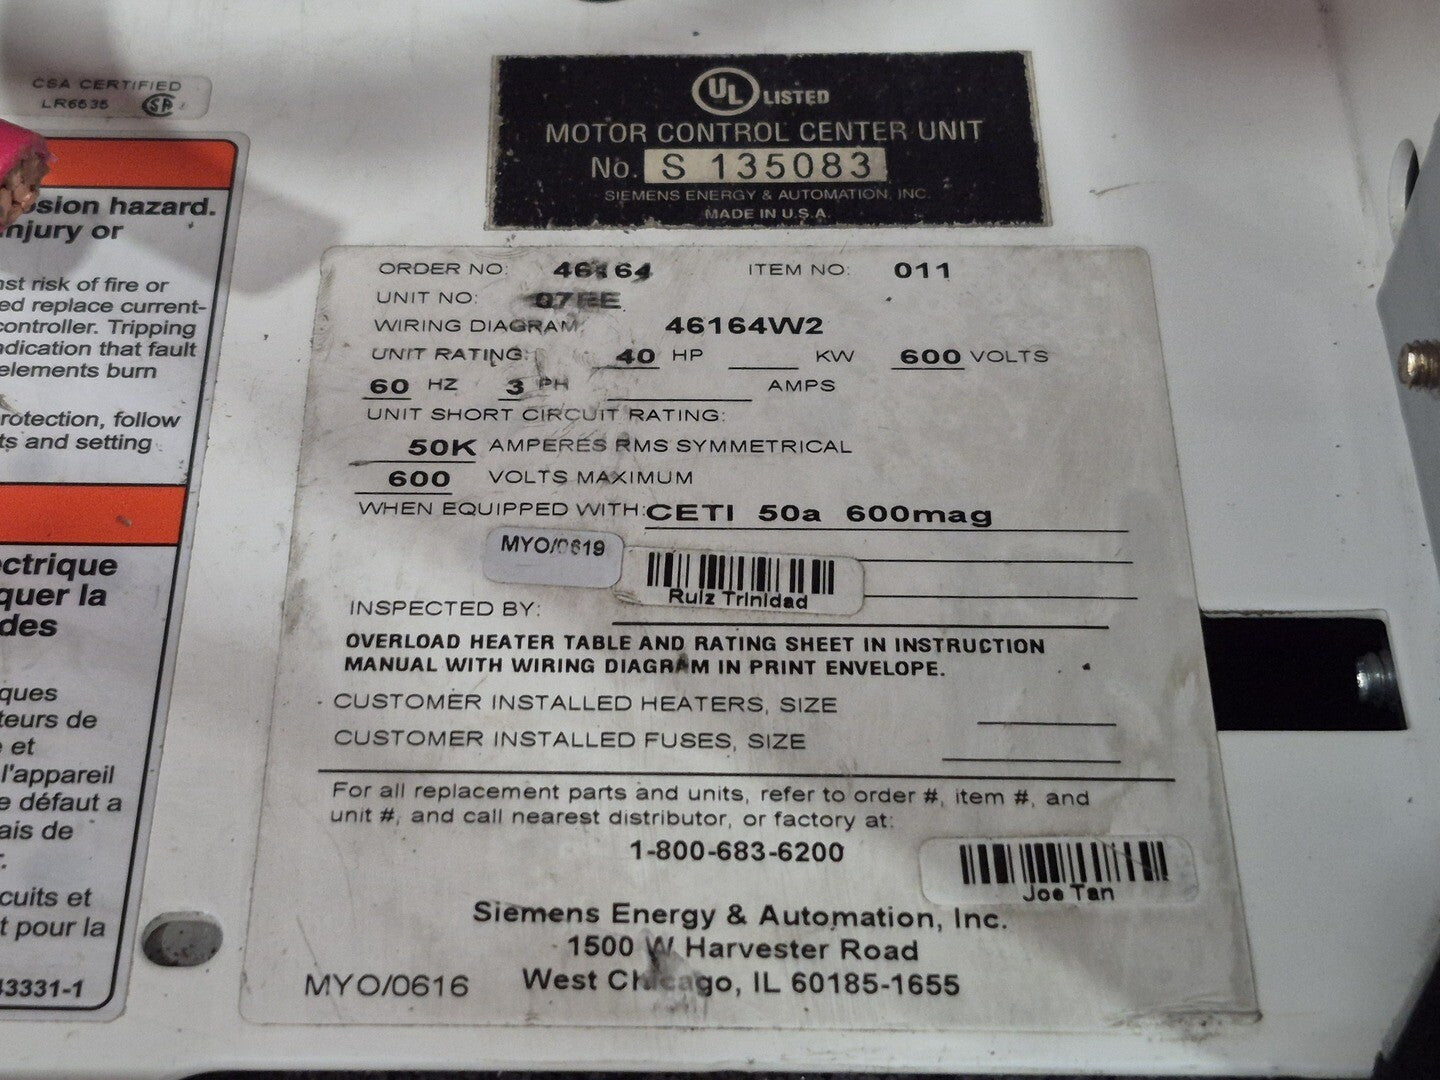 CSA CERTIFIED
LR6535
UL LISTED
MOTOR CONTROL CENTER UNIT
No. S 135083
SIEMENS ENERGY & AUTOMATION, INC.
MADE IN U.S.A.
sion hazard.
injury or
st risk of fire or
ed replace current-
controller. Tripping
dication that fault
elements burn
rotection, follow
ts and setting
ectrique
quer la
des
ques
teurs de
et
l'appareil
e défaut a
ais de
r.
cuits et
t pour la
43331-1
ORDER NO: 46164 ITEM NO: 011
UNIT NO:
WIRING DIAGRAM: 46164W2
UNIT RATING: 40 HP KW 600 VOLTS
60 HZ 3 PH AMPS
UNIT SHORT CIRCUIT RATING:
50K AMPERES RMS SYMMETRICAL
600 VOLTS MAXIMUM
WHEN EQUIPPED WITH: CETI 50a 600mag
MYO/0619
Ruiz Trinidad
INSPECTED BY:
OVERLOAD HEATER TABLE AND RATING SHEET IN INSTRUCTION
MANUAL WITH WIRING DIAGRAM IN PRINT ENVELOPE.
CUSTOMER INSTALLED HEATERS, SIZE
CUSTOMER INSTALLED FUSES, SIZE
For all replacement parts and units, refer to order #, item #, and
unit #, and call nearest distributor, or factory at:
1-800-683-6200
Joe Tan
Siemens Energy & Automation, Inc.
1500 W Harvester Road
West Chicago, IL 60185-1655
MYO/0616